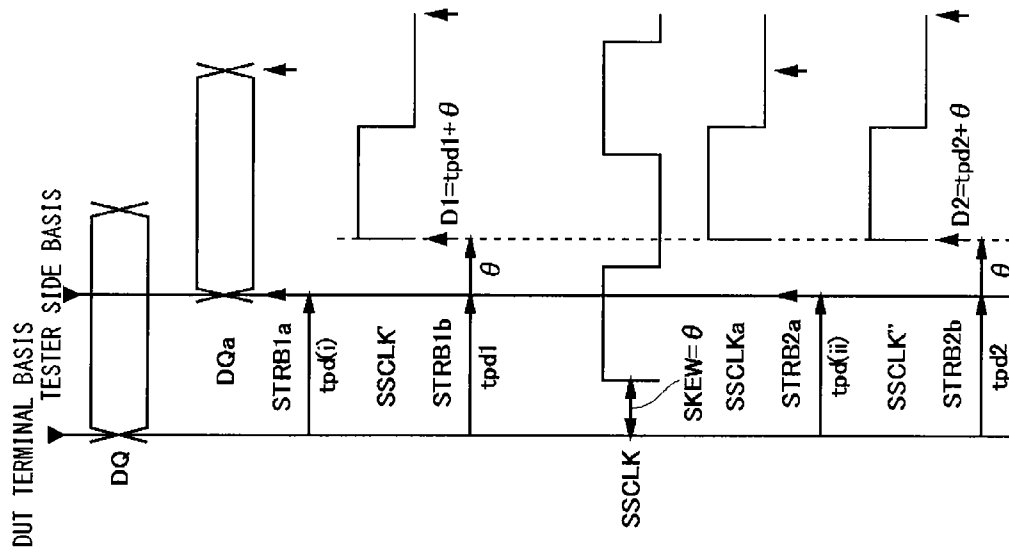 DUT TERMINAL BASIS
TESTER SIDE BASIS
DQ
DQa
STRB1a
tpd(i)
SSCLK'
STRB1b
D1=tpd1+θ
tpd1
θ
SSCLK
SKEW=θ
SSCLKa
STRB2a
tpd(ii)
SSCLK"
STRB2b
D2=tpd2+θ
tpd2
θ